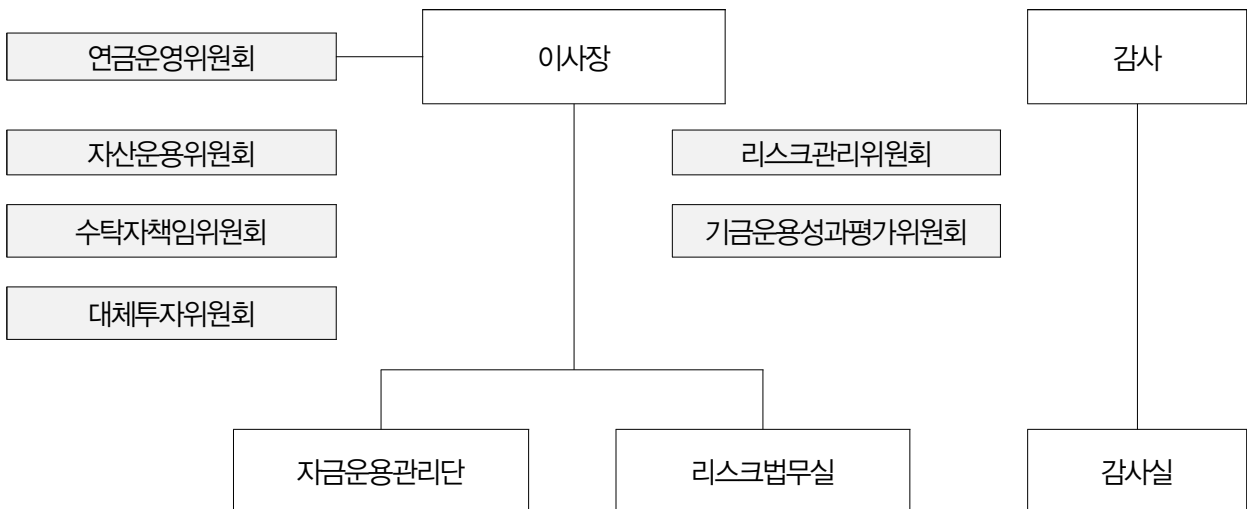 연금운영위원회
이사장
감사
자산운용위원회
리스크관리위원회
수탁자책임위원회
기금운용성과평가위원회
대체투자위원회
자금운용관리단
리스크법무실
감사실